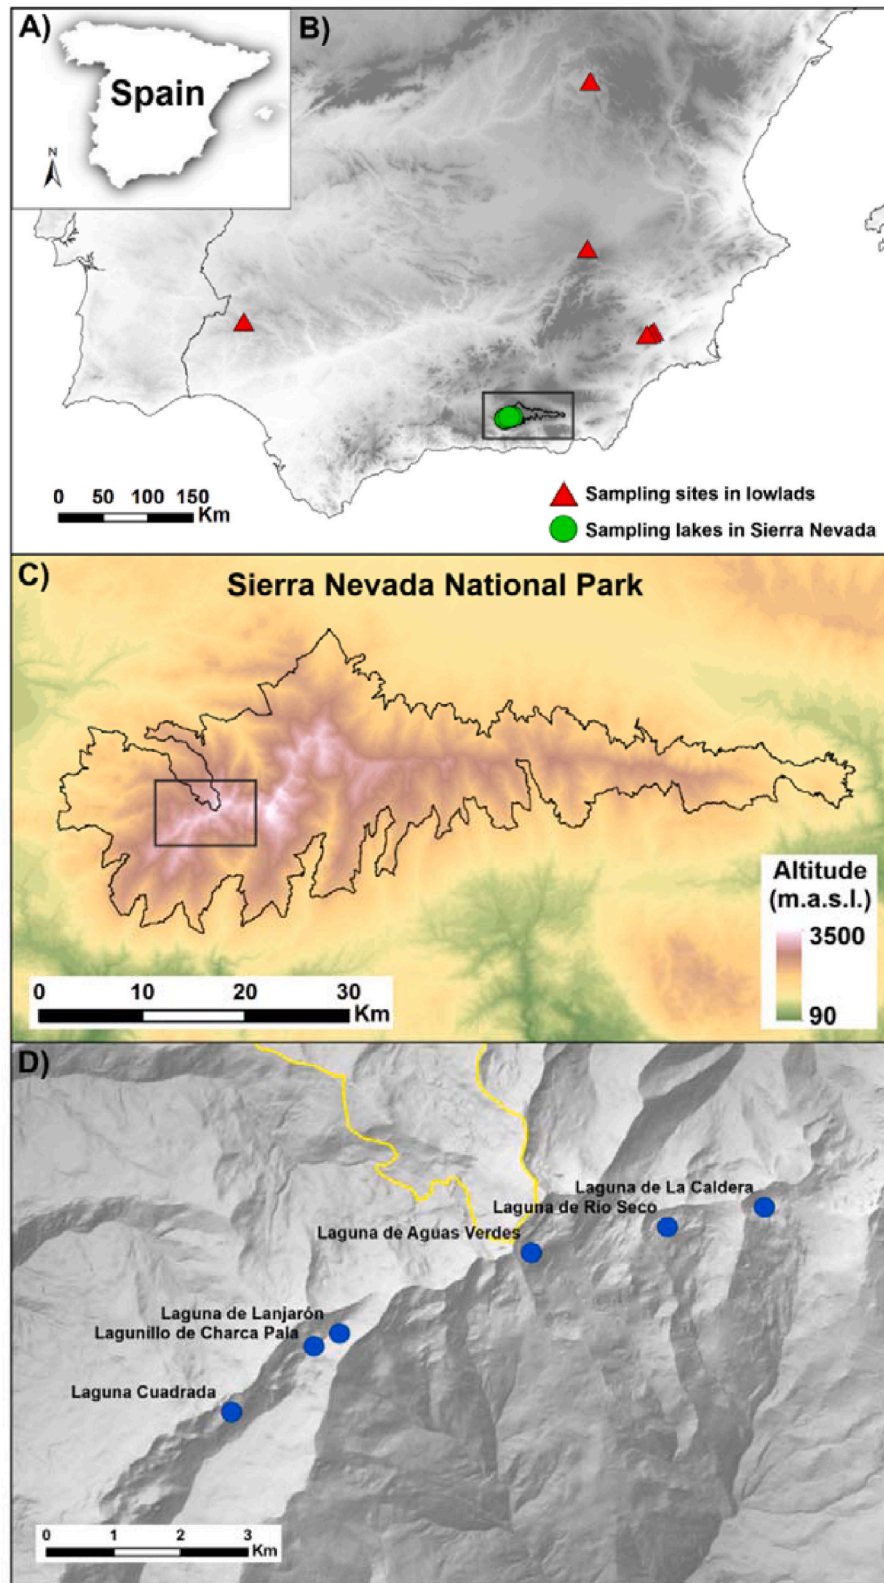 A)
Spain
N
B)
0 50 100 150
Km
Sampling sites in lowlads
Sampling lakes in Sierra Nevada
C)
Sierra Nevada National Park
Altitude
(m.a.s.l.)
3500
90
0 10 20 30
Km
D)
Laguna de La Caldera
Laguna de Río Seco
Laguna de Aguas Verdes
Laguna de Lanjarón
Lagunillo de Charca Pala
Laguna Cuadrada
0 1 2 3
Km